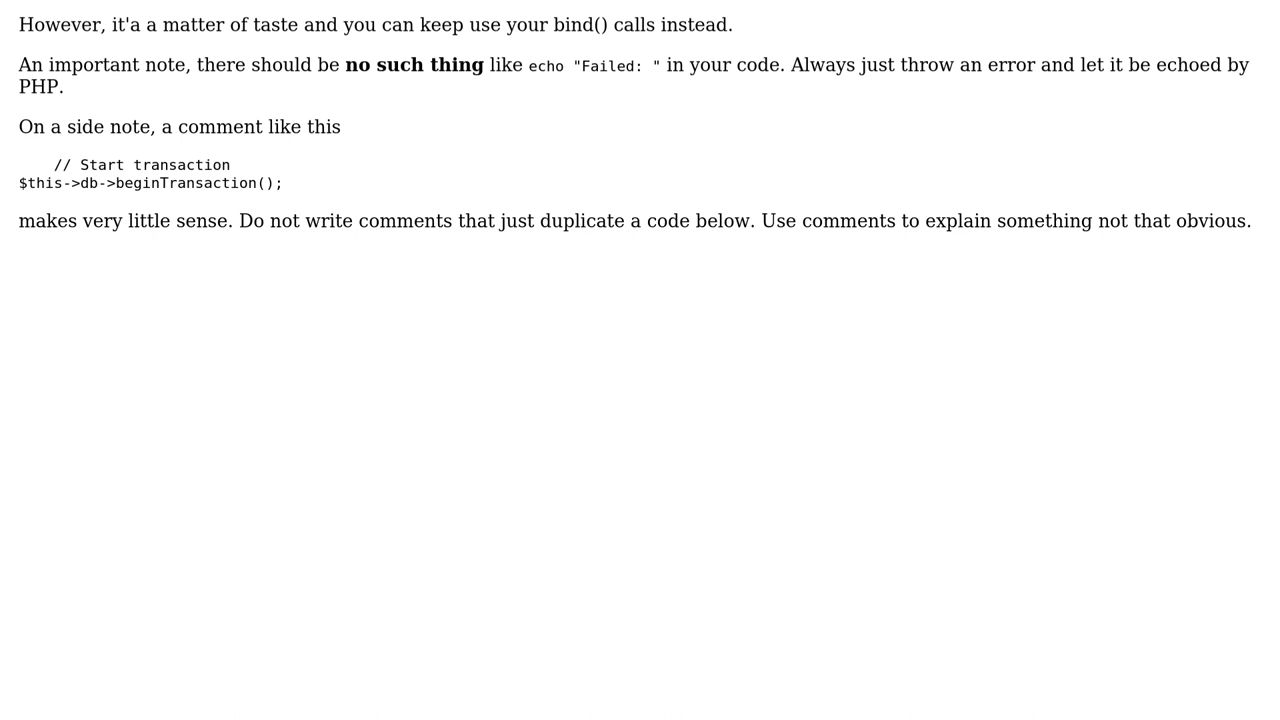 However, it'a a matter of taste and you can keep use your bind() calls instead.
An important note, there should be no such thing like echo "Failed: " in your code. Always just throw an error and let it be echoed by
PHP.
On a side note, a comment like this
    // Start transaction
$this->db->beginTransaction();
makes very little sense. Do not write comments that just duplicate a code below. Use comments to explain something not that obvious.